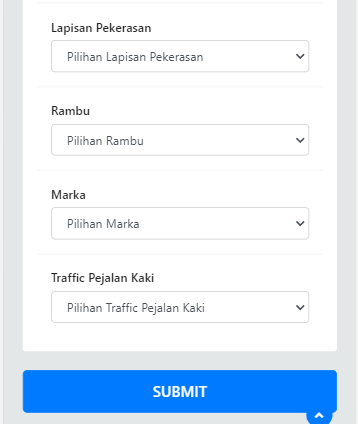 Lapisan Pekerasan
Pilihan Lapisan Pekerasan
Rambu
Pilihan Rambu
Marka
Pilihan Marka
Traffic Pejalan Kaki
Pilihan Traffic Pejalan Kaki
SUBMIT